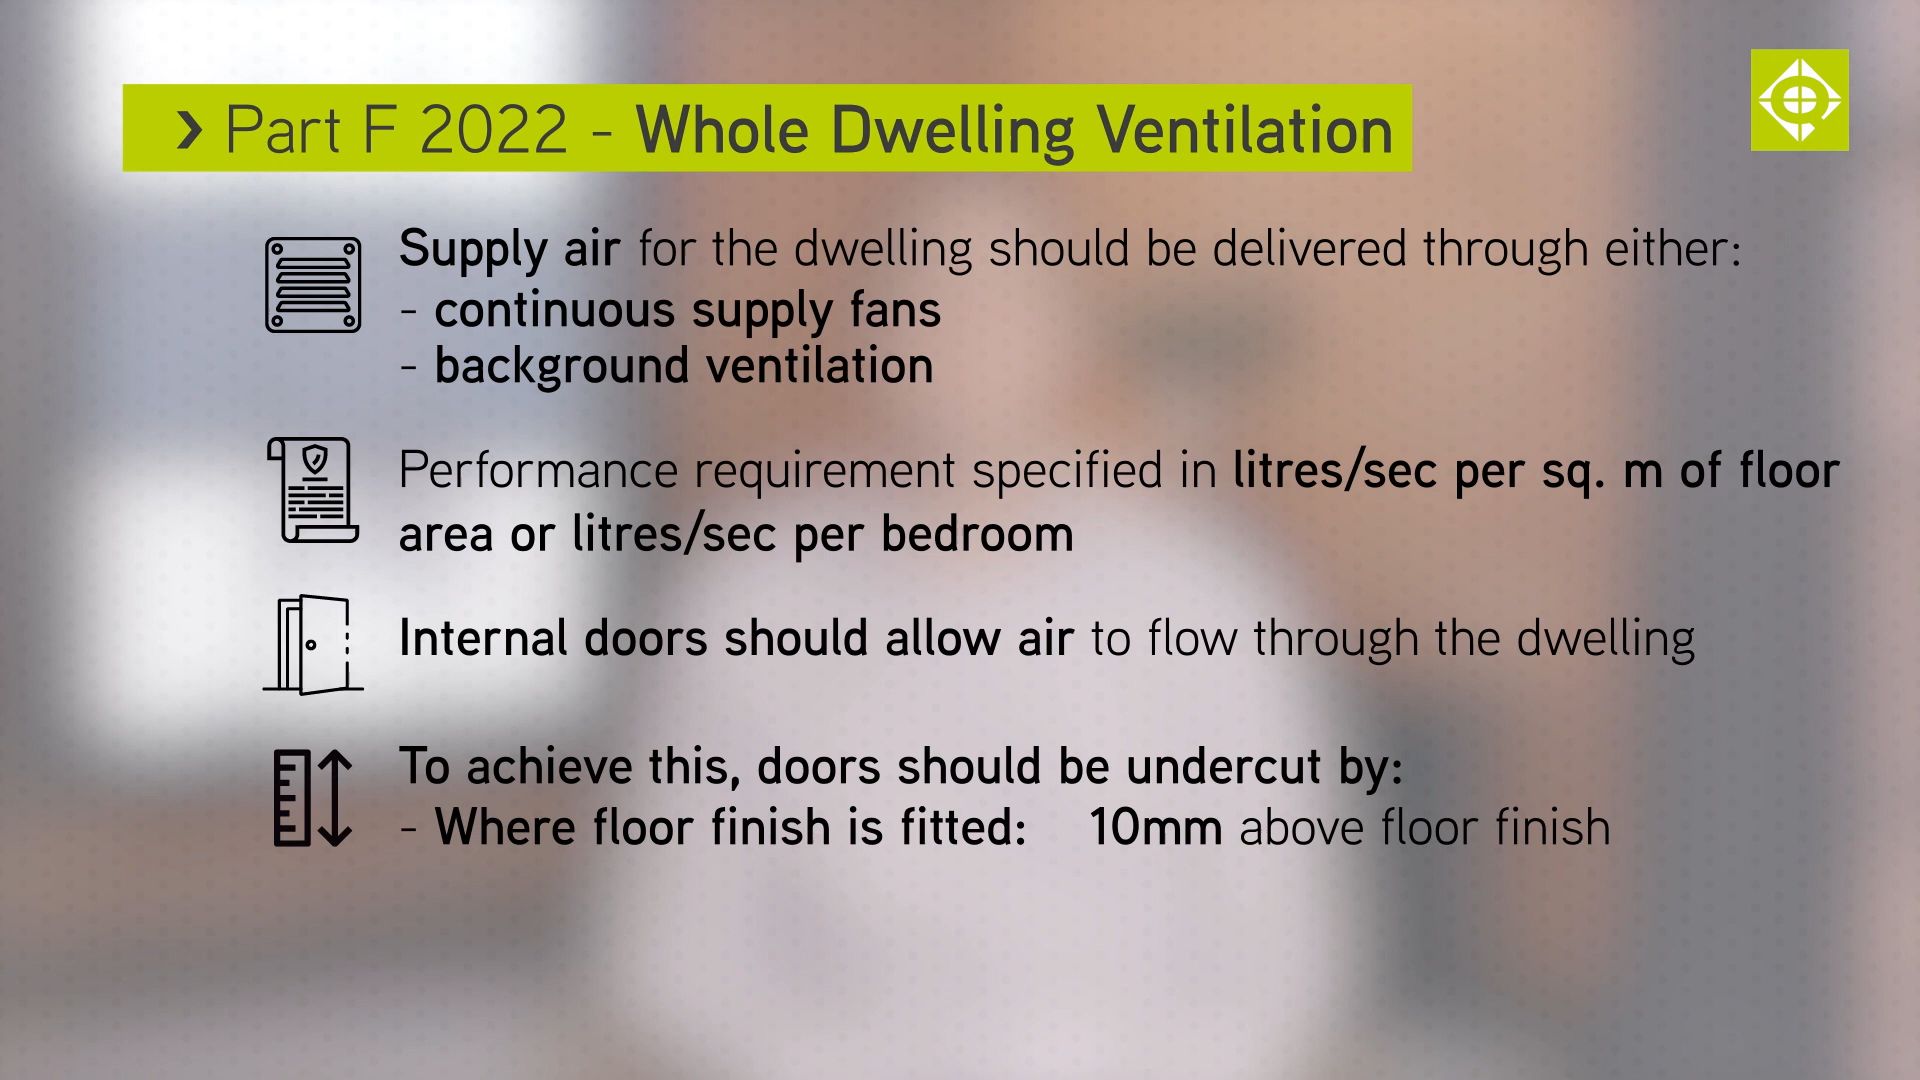 Part F 2022 - Whole Dwelling Ventilation
Supply air for the dwelling should be delivered through either:
- continuous supply fans
- background ventilation
Performance requirement specified in litres/sec per sq. m of floor
area or litres/sec per bedroom
Internal doors should allow air to flow through the dwelling
To achieve this, doors should be undercut by:
- Where floor finish is fitted: 10mm above floor finish